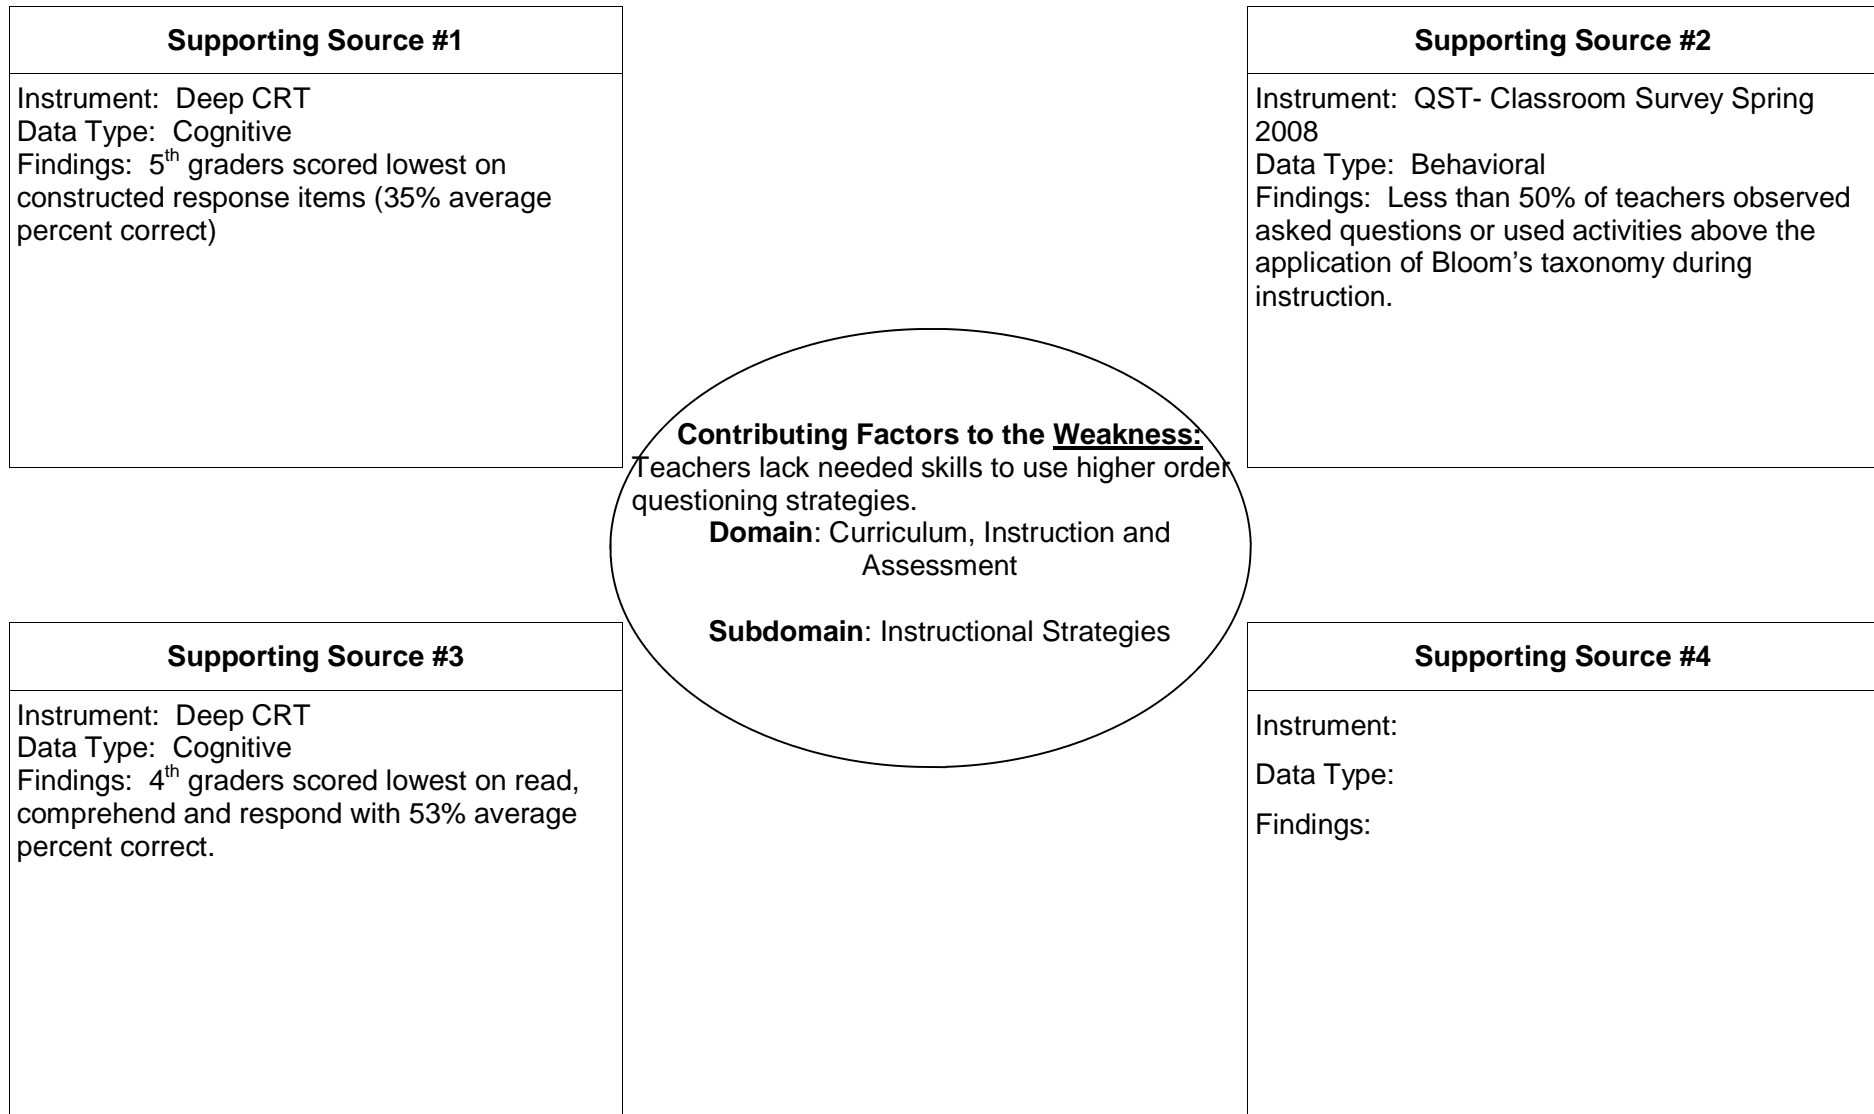 Supporting Source #1
Instrument: Deep CRT
Data Type: Cognitive
Findings: 5th graders scored lowest on
constructed response items (35% average
percent correct)
Supporting Source #2
Instrument: QST- Classroom Survey Spring
2008
Data Type: Behavioral
Findings: Less than 50% of teachers observed
asked questions or used activities above the
application of Bloom’s taxonomy during
instruction.
Contributing Factors to the Weakness:
Teachers lack needed skills to use higher order
questioning strategies.
Domain: Curriculum, Instruction and
Assessment
Subdomain: Instructional Strategies
Supporting Source #3
Instrument: Deep CRT
Data Type: Cognitive
Findings: 4th graders scored lowest on read,
comprehend and respond with 53% average
percent correct.
Supporting Source #4
Instrument:
Data Type:
Findings: